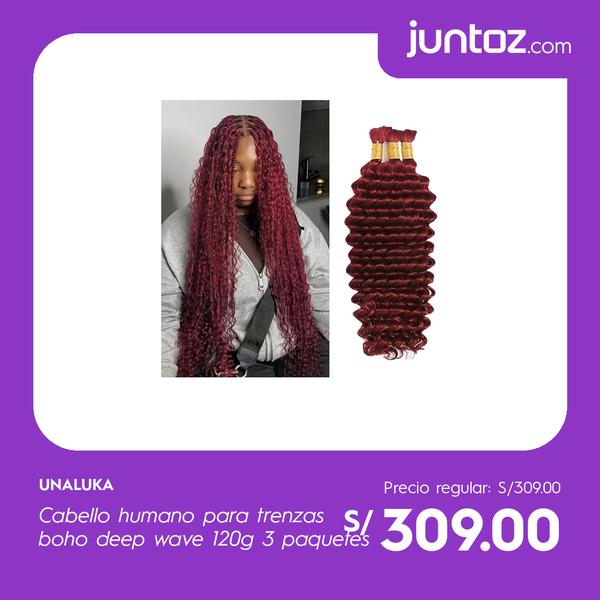 juntoz.com
UNALUKA
Cabello humano para trenzas
boho deep wave 120g 3 paquetes
Precio regular: S/309.00
S/ 309.00